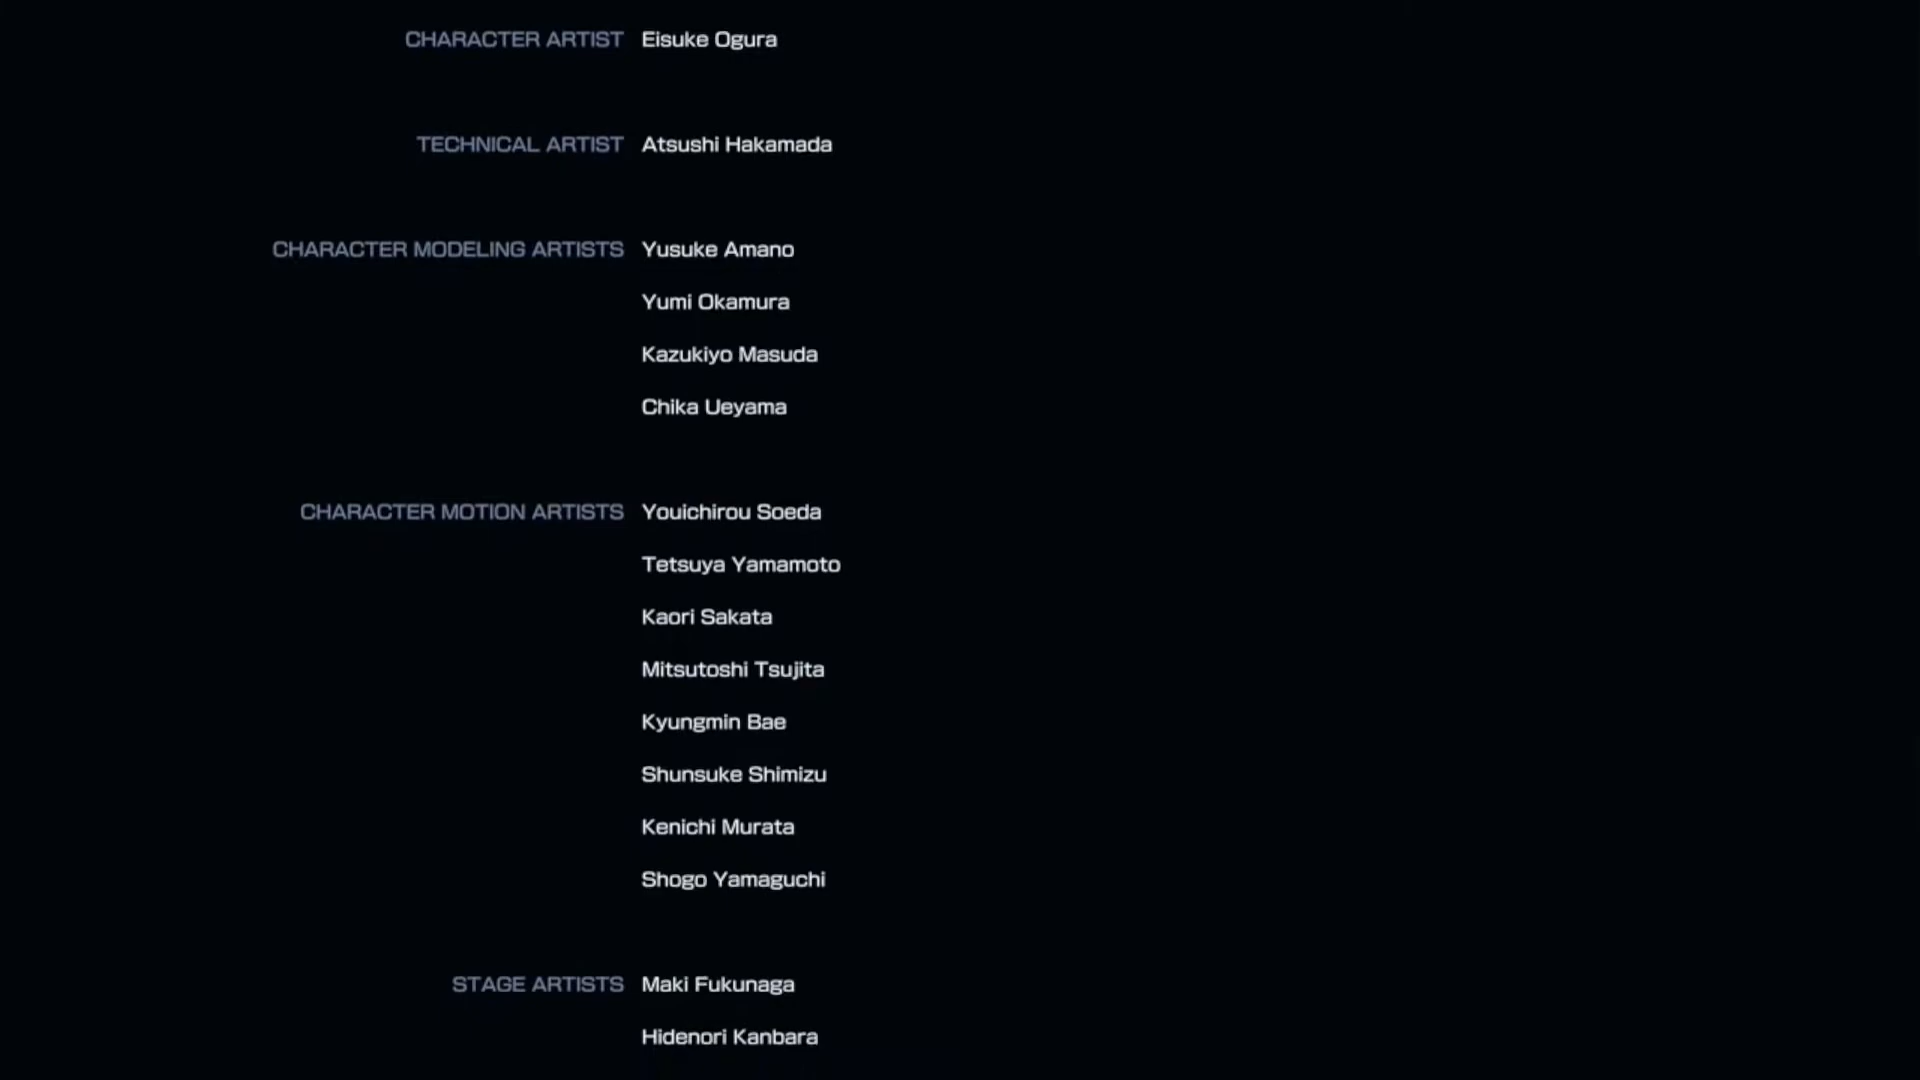 CHARACTER ARTIST Eisuke Ogura
TECHNICAL ARTIST Atsushi Hakamada
CHARACTER MODELING ARTISTS Yusuke Amano
Yumi Okamura
Kazukiyo Masuda
Chika Ueyama
CHARACTER MOTION ARTISTS Youichirou Soeda
Tetsuya Yamamoto
Kaori Sakata
Mitsutoshi Tsujita
Kyungmin Bae
Shunsuke Shimizu
Kenichi Murata
Shogo Yamaguchi
STAGE ARTISTS Maki Fukunaga
Hidenori Kanbara